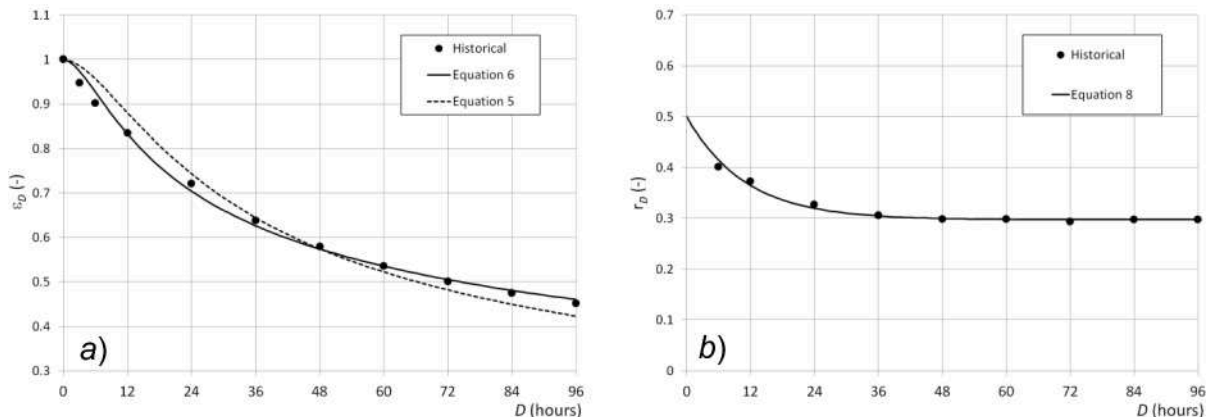 1.1
1
0.9
0.8
0.7
0.6
0.5
0.4
0.3
ε_D (-)
Historical
Equation 6
Equation 5
a)
0 12 24 36 48 60 72 84 96
D (hours)
0.7
0.6
0.5
0.4
0.3
0.2
0.1
0
r_D (-)
Historical
Equation 8
b)
0 12 24 36 48 60 72 84 96
D (hours)